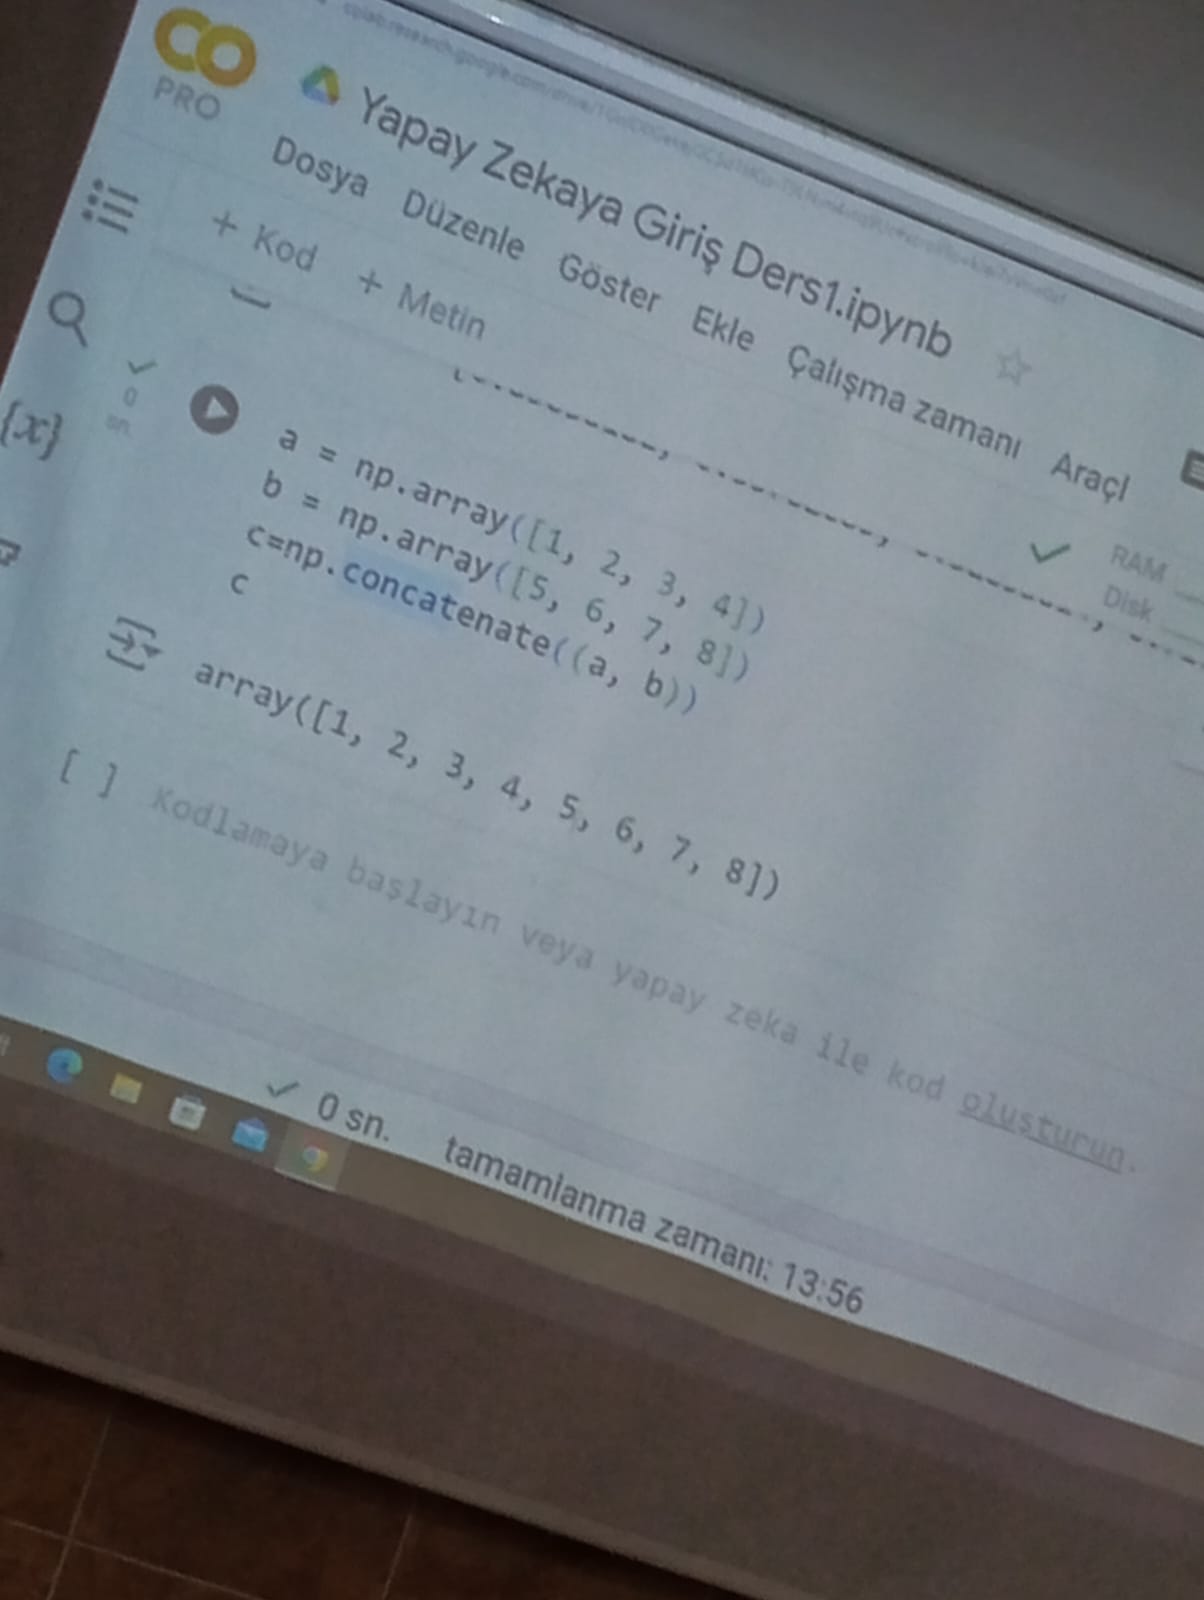 CO
PRO
Yapay Zekaya Giriş Ders1.ipynb
Dosya Düzenle Göster Ekle Çalışma zamanı Araçl
+ Kod + Metin
RAM
Disk
{x}
0
sn.
a = np.array([1, 2, 3, 4])
b = np.array([5, 6, 7, 8])
c=np.concatenate((a, b))
c
array([1, 2, 3, 4, 5, 6, 7, 8])
[ ] Kodlamaya başlayın veya yapay zeka ile kod oluşturun.
0 sn. tamamlanma zamanı: 13:56